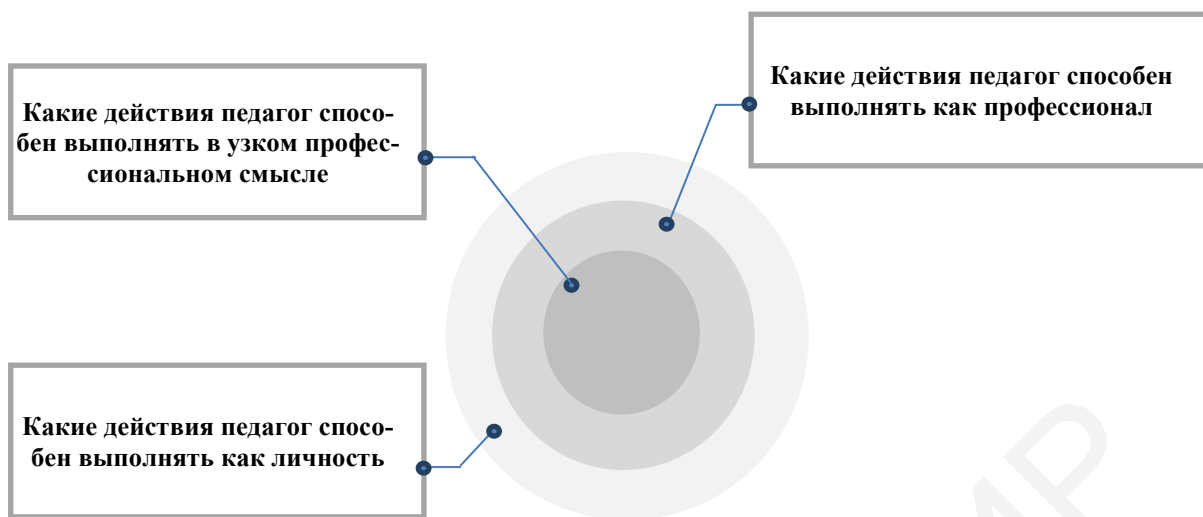 Какие действия педагог спосо-
бен выполнять в узком профес-
сиональном смысле
Какие действия педагог способен
выполнять как профессионал
Какие действия педагог спосо-
бен выполнять как личность